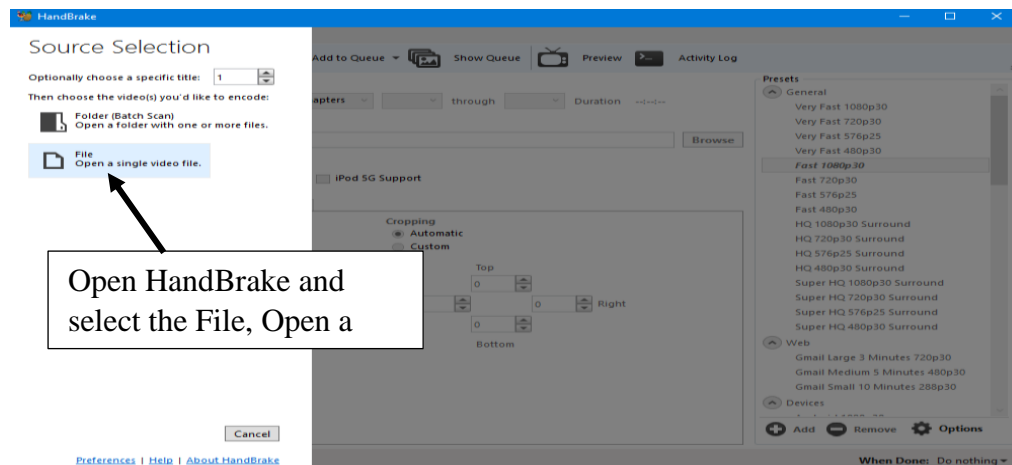 HandBrake
Source Selection
Optionally choose a specific title: 1
Then choose the video(s) you'd like to encode:
Folder (Batch Scan)
Open a folder with one or more files.
File
Open a single video file.
Open HandBrake and
select the File, Open a
Cancel
Preferences | Help | About HandBrake
Add to Queue Show Queue Preview Activity Log
apters through Duration --:--:--
Browse
iPod 5G Support
Cropping
Automatic
Custom
Top
0
0 Right
0
Bottom
Presets
General
Very Fast 1080p30
Very Fast 720p30
Very Fast 576p25
Very Fast 480p30
Fast 1080p30
Fast 720p30
Fast 576p25
Fast 480p30
HQ 1080p30 Surround
HQ 720p30 Surround
HQ 576p25 Surround
HQ 480p30 Surround
Super HQ 1080p30 Surround
Super HQ 720p30 Surround
Super HQ 576p25 Surround
Super HQ 480p30 Surround
Web
Gmail Large 3 Minutes 720p30
Gmail Medium 5 Minutes 480p30
Gmail Small 10 Minutes 288p30
Devices
Add Remove Options
When Done: Do nothing